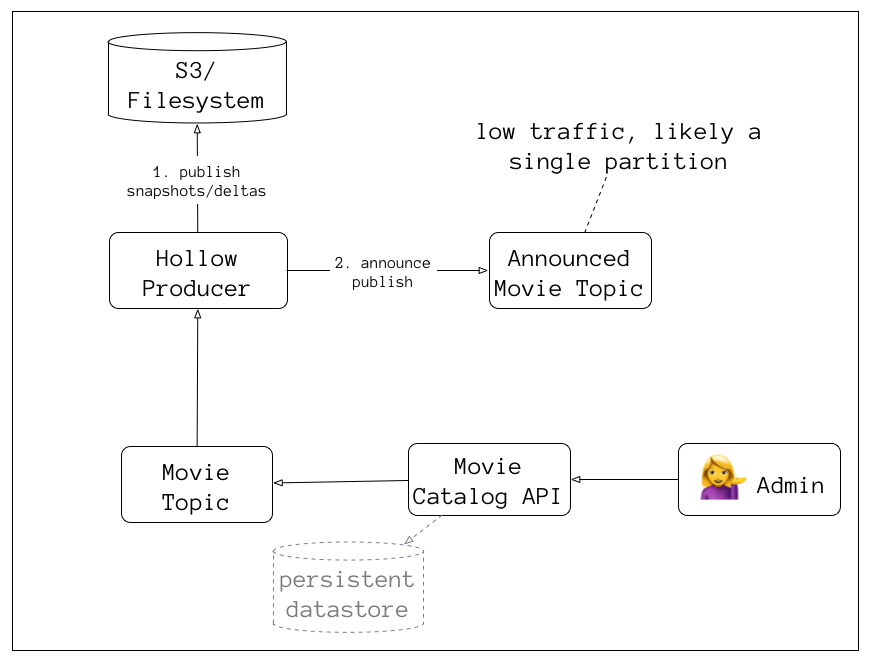 S3/
Filesystem
low traffic, likely a
single partition
1. publish
snapshots/deltas
Hollow
Producer
2. announce
publish
Announced
Movie Topic
Movie
Topic
Movie
Catalog API
Admin
persistent
datastore